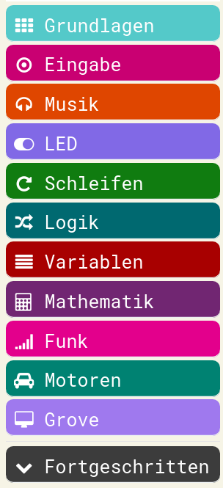 Grundlagen
Eingabe
Musik
LED
Schleifen
Logik
Variablen
Mathematik
Funk
Motoren
Grove
Fortgeschritten